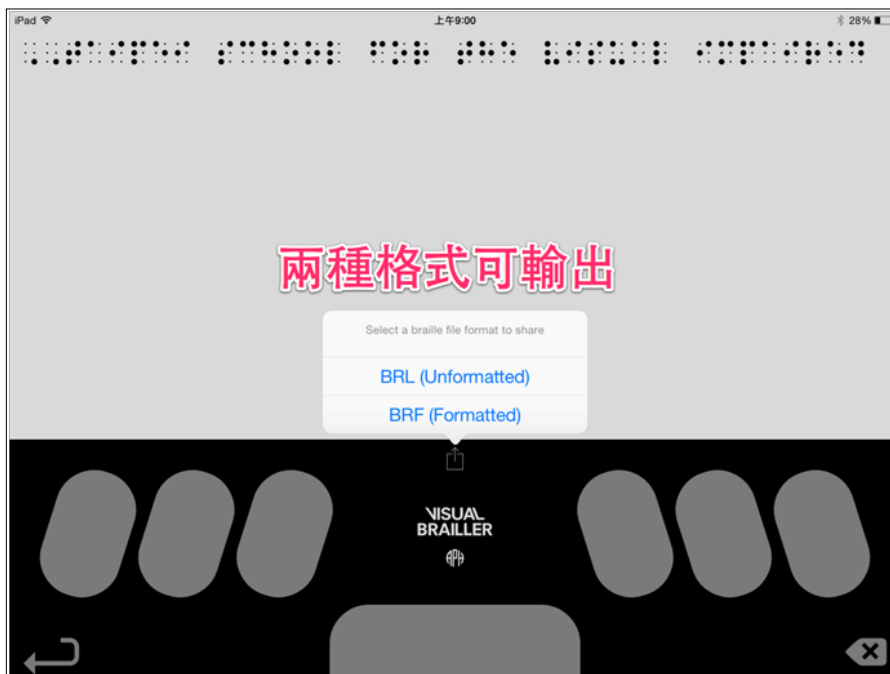 iPad 上午9:00 28%
兩種格式可輸出
Select a braille file format to share
BRL (Unformatted)
BRF (Formatted)
VISUAL
BRAILLER
APH